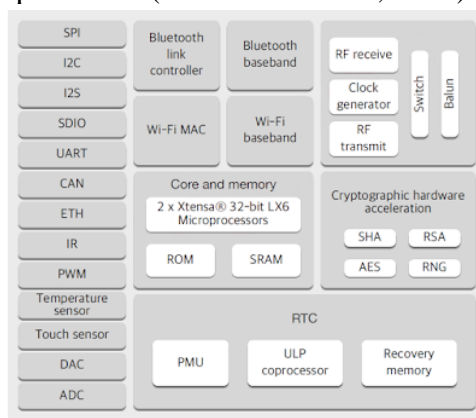 SPI
I2C
I2S
SDIO
UART
CAN
ETH
IR
PWM
Temperature
sensor
Touch sensor
DAC
ADC
Bluetooth
link
controller
Bluetooth
baseband
Wi-Fi MAC
Wi-Fi
baseband
RF receive
Clock
generator
RF
transmit
Switch
Balun
Core and memory
2 x Xtensa® 32-bit LX6
Microprocessors
ROM
SRAM
Cryptographic hardware
acceleration
SHA
RSA
AES
RNG
RTC
PMU
ULP
coprocessor
Recovery
memory